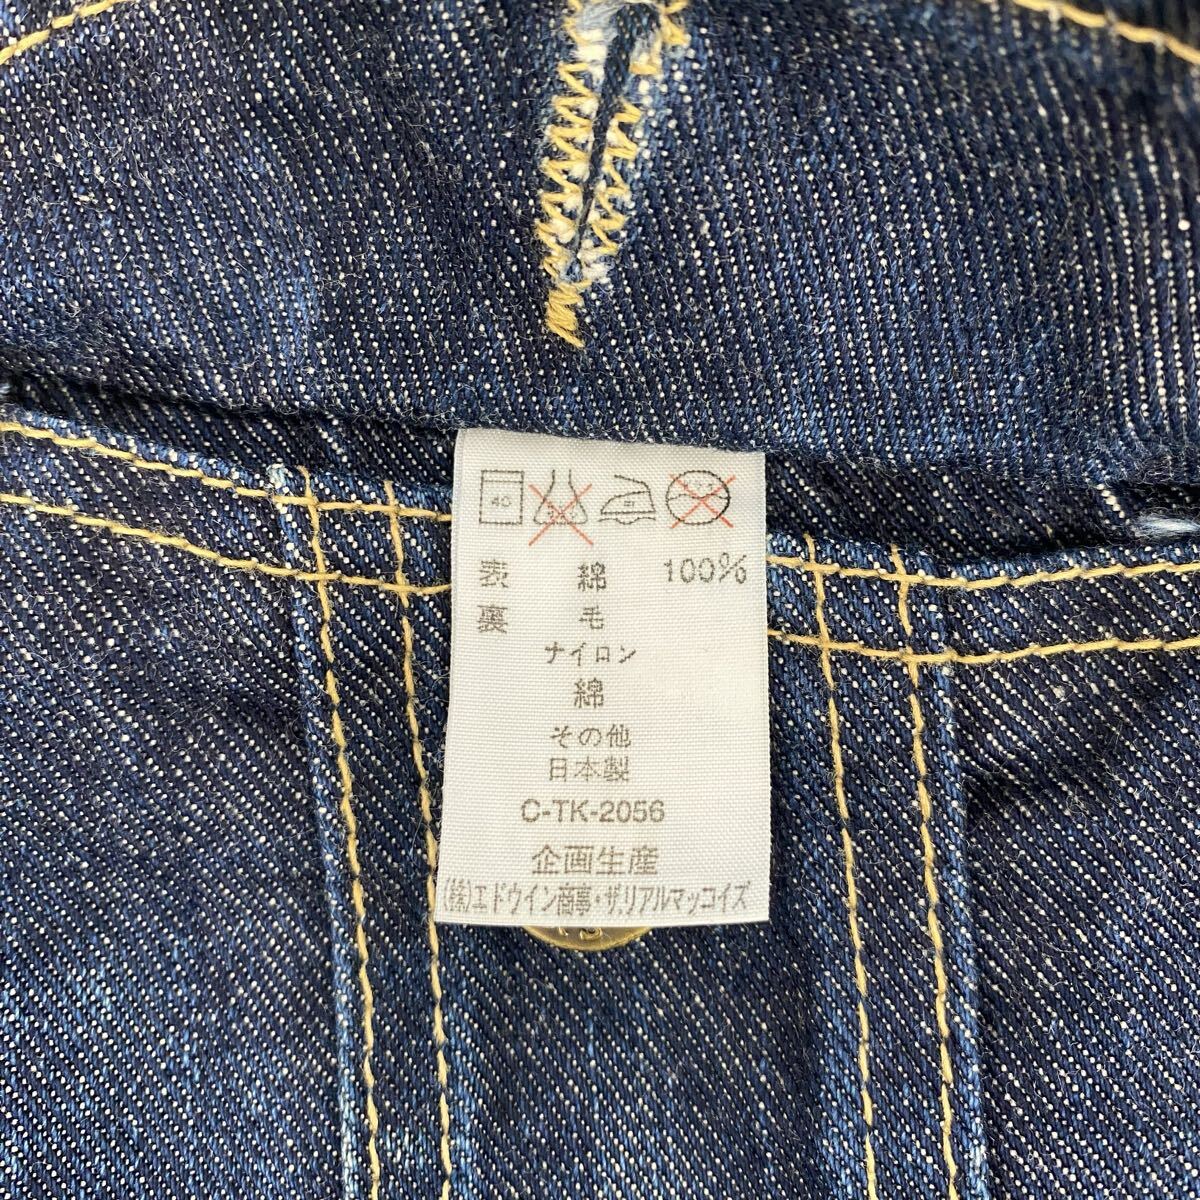 40
表 綿 100%
裏 毛
ナイロン
綿
その他
日本製
C-TK-2056
企画生産
(株)エドウイン商事・ザ.リアルマッコイズ